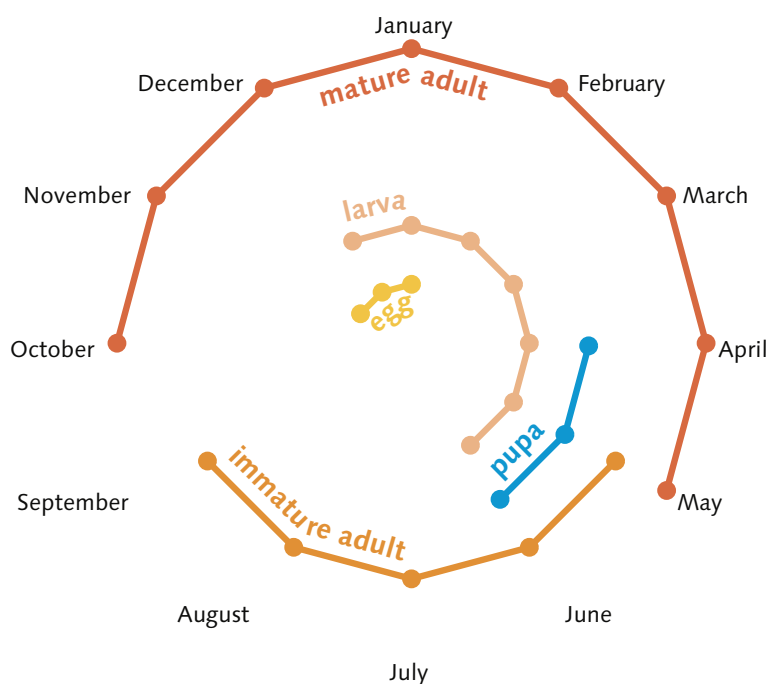 January
December
February
mature adult
November
March
larva
egg
October
April
pupa
immature adult
September
May
August
June
July